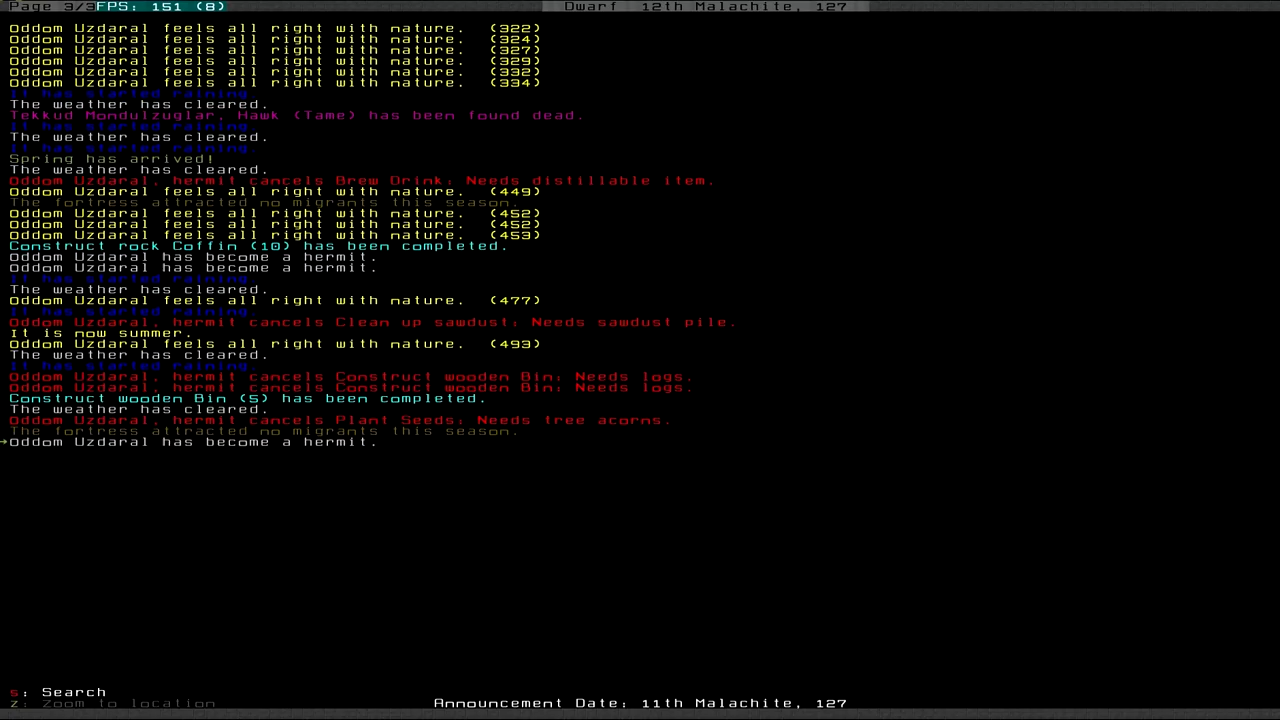 Page 3/3FPS: 151 (8) Dwarf 12th Malachite, 127
Oddom Uzdaral feels all right with nature. (322)
Oddom Uzdaral feels all right with nature. (324)
Oddom Uzdaral feels all right with nature. (327)
Oddom Uzdaral feels all right with nature. (329)
Oddom Uzdaral feels all right with nature. (332)
Oddom Uzdaral feels all right with nature. (334)
It has started raining.
The weather has cleared.
Tekkud Mondulzuglar, Hawk (Tame) has been found dead.
It has started raining.
The weather has cleared.
It has started raining.
Spring has arrived!
The weather has cleared.
Oddom Uzdaral, hermit cancels Brew Drink: Needs distillable item.
Oddom Uzdaral feels all right with nature. (449)
The fortress attracted no migrants this season.
Oddom Uzdaral feels all right with nature. (452)
Oddom Uzdaral feels all right with nature. (452)
Oddom Uzdaral feels all right with nature. (453)
Construct rock Coffin (10) has been completed.
Oddom Uzdaral has become a hermit.
Oddom Uzdaral has become a hermit.
It has started raining.
The weather has cleared.
Oddom Uzdaral feels all right with nature. (477)
It has started raining.
Oddom Uzdaral, hermit cancels Clean up sawdust: Needs sawdust pile.
It is now summer.
Oddom Uzdaral feels all right with nature. (493)
The weather has cleared.
It has started raining.
Oddom Uzdaral, hermit cancels Construct wooden Bin: Needs logs.
Oddom Uzdaral, hermit cancels Construct wooden Bin: Needs logs.
Construct wooden Bin (5) has been completed.
The weather has cleared.
Oddom Uzdaral, hermit cancels Plant Seeds: Needs tree acorns.
The fortress attracted no migrants this season.
→Oddom Uzdaral has become a hermit.
s: Search
z: Zoom to location Announcement Date: 11th Malachite, 127